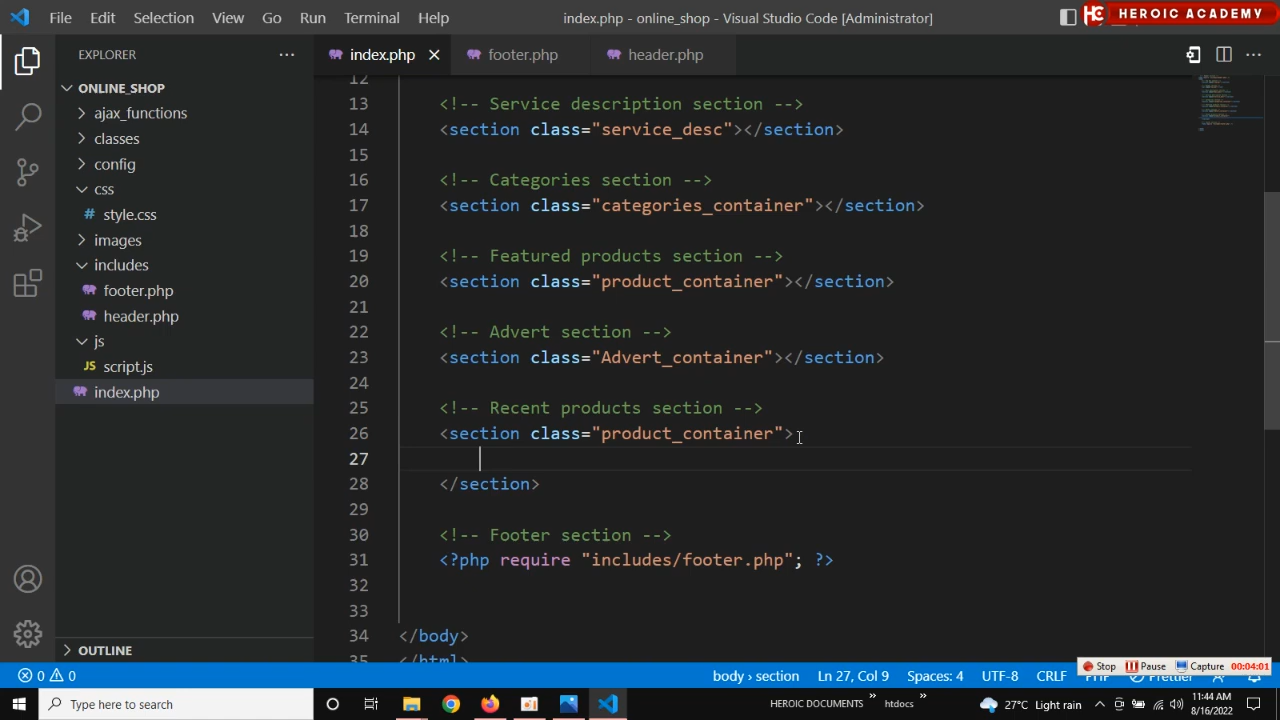 File Edit Selection View Go Run Terminal Help index.php - online_shop - Visual Studio Code [Administrator] HC HEROIC ACADEMY
EXPLORER ··· index.php footer.php header.php ···
ONLINE_SHOP
ajax_functions
classes
config
css
# style.css
images
includes
footer.php
header.php
js
JS script.js
index.php
OUTLINE
12
13 <!-- Service description section -->
14 <section class="service_desc"></section>
15
16 <!-- Categories section -->
17 <section class="categories_container"></section>
18
19 <!-- Featured products section -->
20 <section class="product_container"></section>
21
22 <!-- Advert section -->
23 <section class="Advert_container"></section>
24
25 <!-- Recent products section -->
26 <section class="product_container">
27
28 </section>
29
30 <!-- Footer section -->
31 <?php require "includes/footer.php"; ?>
32
33
34 </body>
35 </html>
Stop Pause Capture 00:04:01
0 0 body › section Ln 27, Col 9 Spaces: 4 UTF-8 CRLF PHP Prettier
Type here to search HEROIC DOCUMENTS » htdocs » 27°C Light rain 11:44 AM
8/16/2022